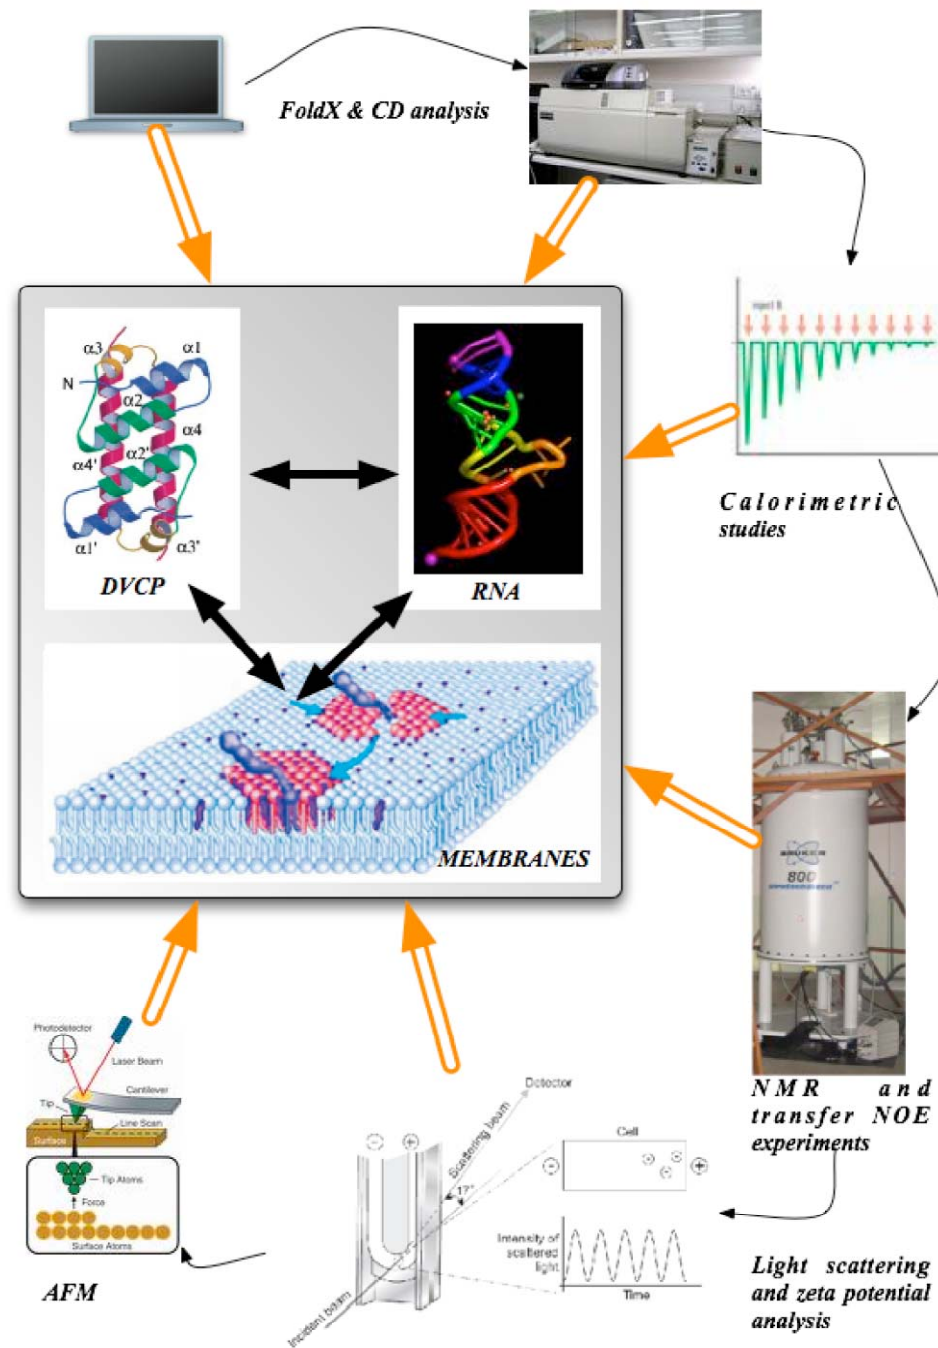 FoldX & CD analysis
inject B
α3
α1
N
α2
α4
α4'
α2'
α1'
α3'
DVCP
RNA
Calorimetric
studies
MEMBRANES
BRUKER
800
NMR and
transfer NOE
experiments
Photodetector
Laser Beam
Cantilever
Tip
Line Scan
Surface
Tip Atoms
Force
Surface Atoms
AFM
Detector
Scattering beam
17°
Incident beam
Cell
Intensity of
scattered
light
Time
Light scattering
and zeta potential
analysis